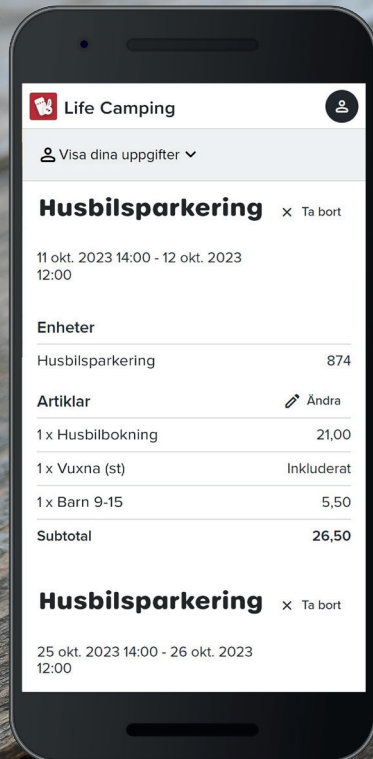 Life Camping
Visa dina uppgifter
Husbilsparkering
Ta bort
11 okt. 2023 14:00 - 12 okt. 2023
12:00
Enheter
Husbilsparkering 874
Artiklar
Ändra
1 x Husbilbokning 21,00
1 x Vuxna (st) Inkluderat
1 x Barn 9-15 5,50
Subtotal 26,50
Husbilsparkering
Ta bort
25 okt. 2023 14:00 - 26 okt. 2023
12:00